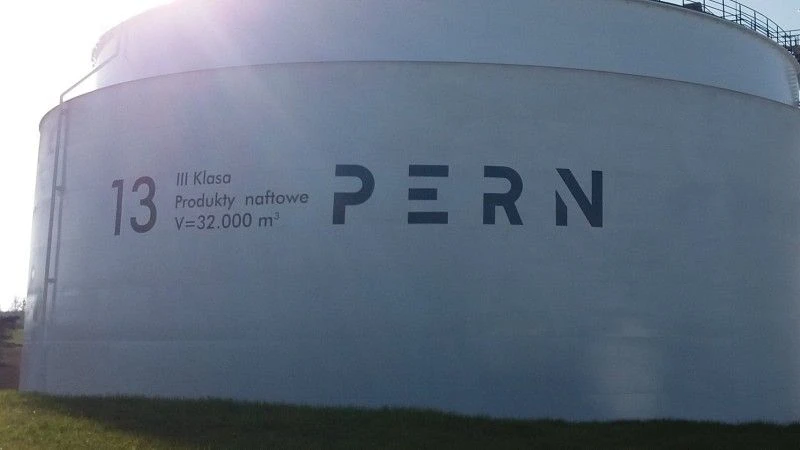 13
III Klasa
Produkty naftowe
V=32.000 m³
PERN